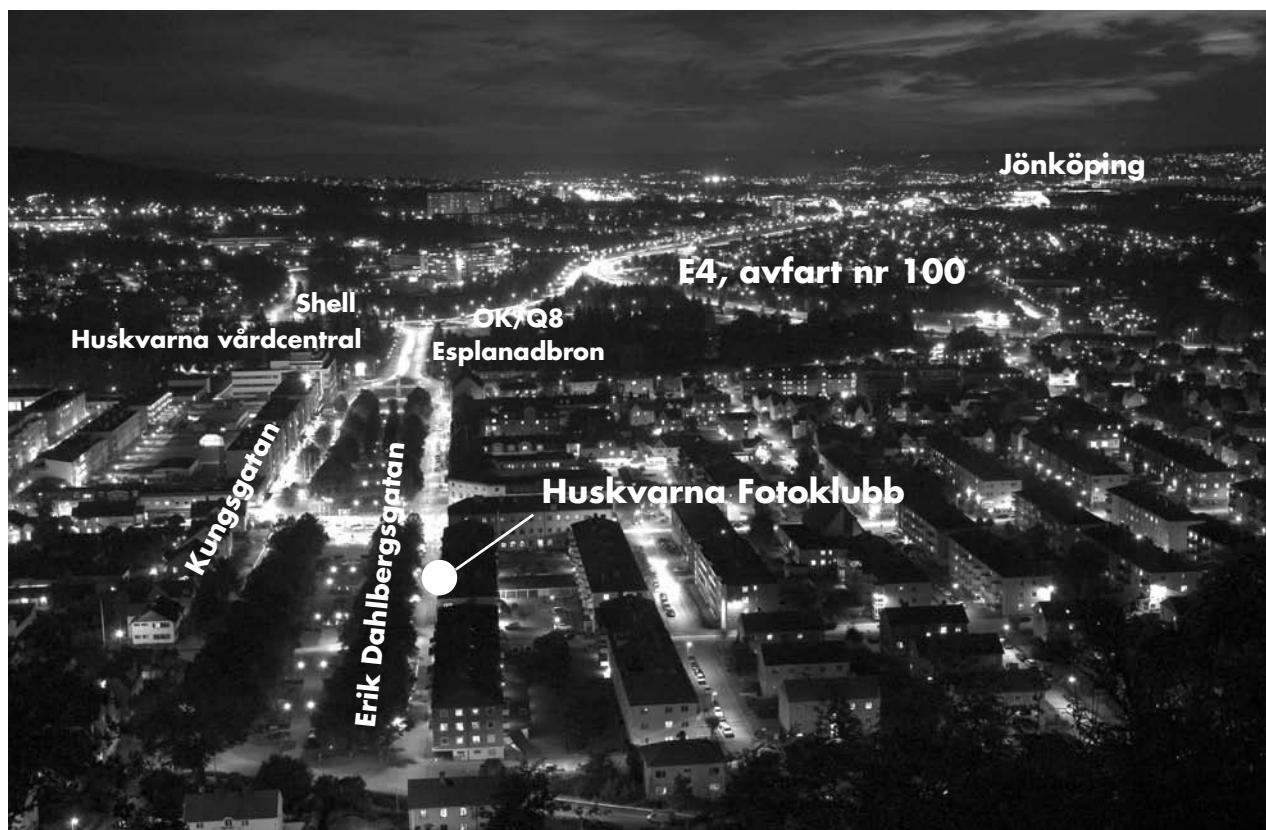 Jönköping
E4, avfart nr 100
Shell
OK/Q8
Huskvarna vårdcentral
Esplanadbron
Kungsgatan
Erik Dahlbergsgatan
Huskvarna Fotoklubb